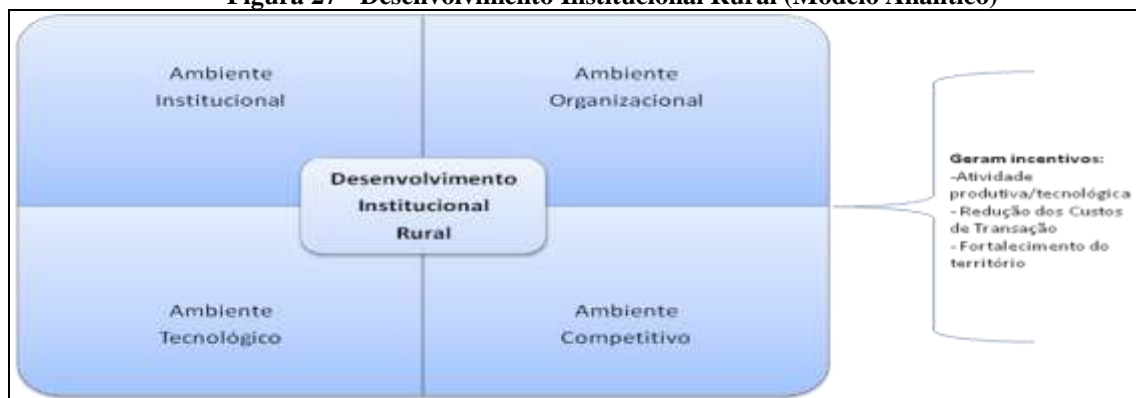 Figura 27 - Desenvolvimento Institucional Rural (Modelo Analítico)
Ambiente
Institucional
Ambiente
Organizacional
Desenvolvimento
Institucional
Rural
Ambiente
Tecnológico
Ambiente
Competitivo
Geram incentivos:
-Atividade
produtiva/tecnológica
- Redução dos Custos
de Transação
- Fortalecimento do
território